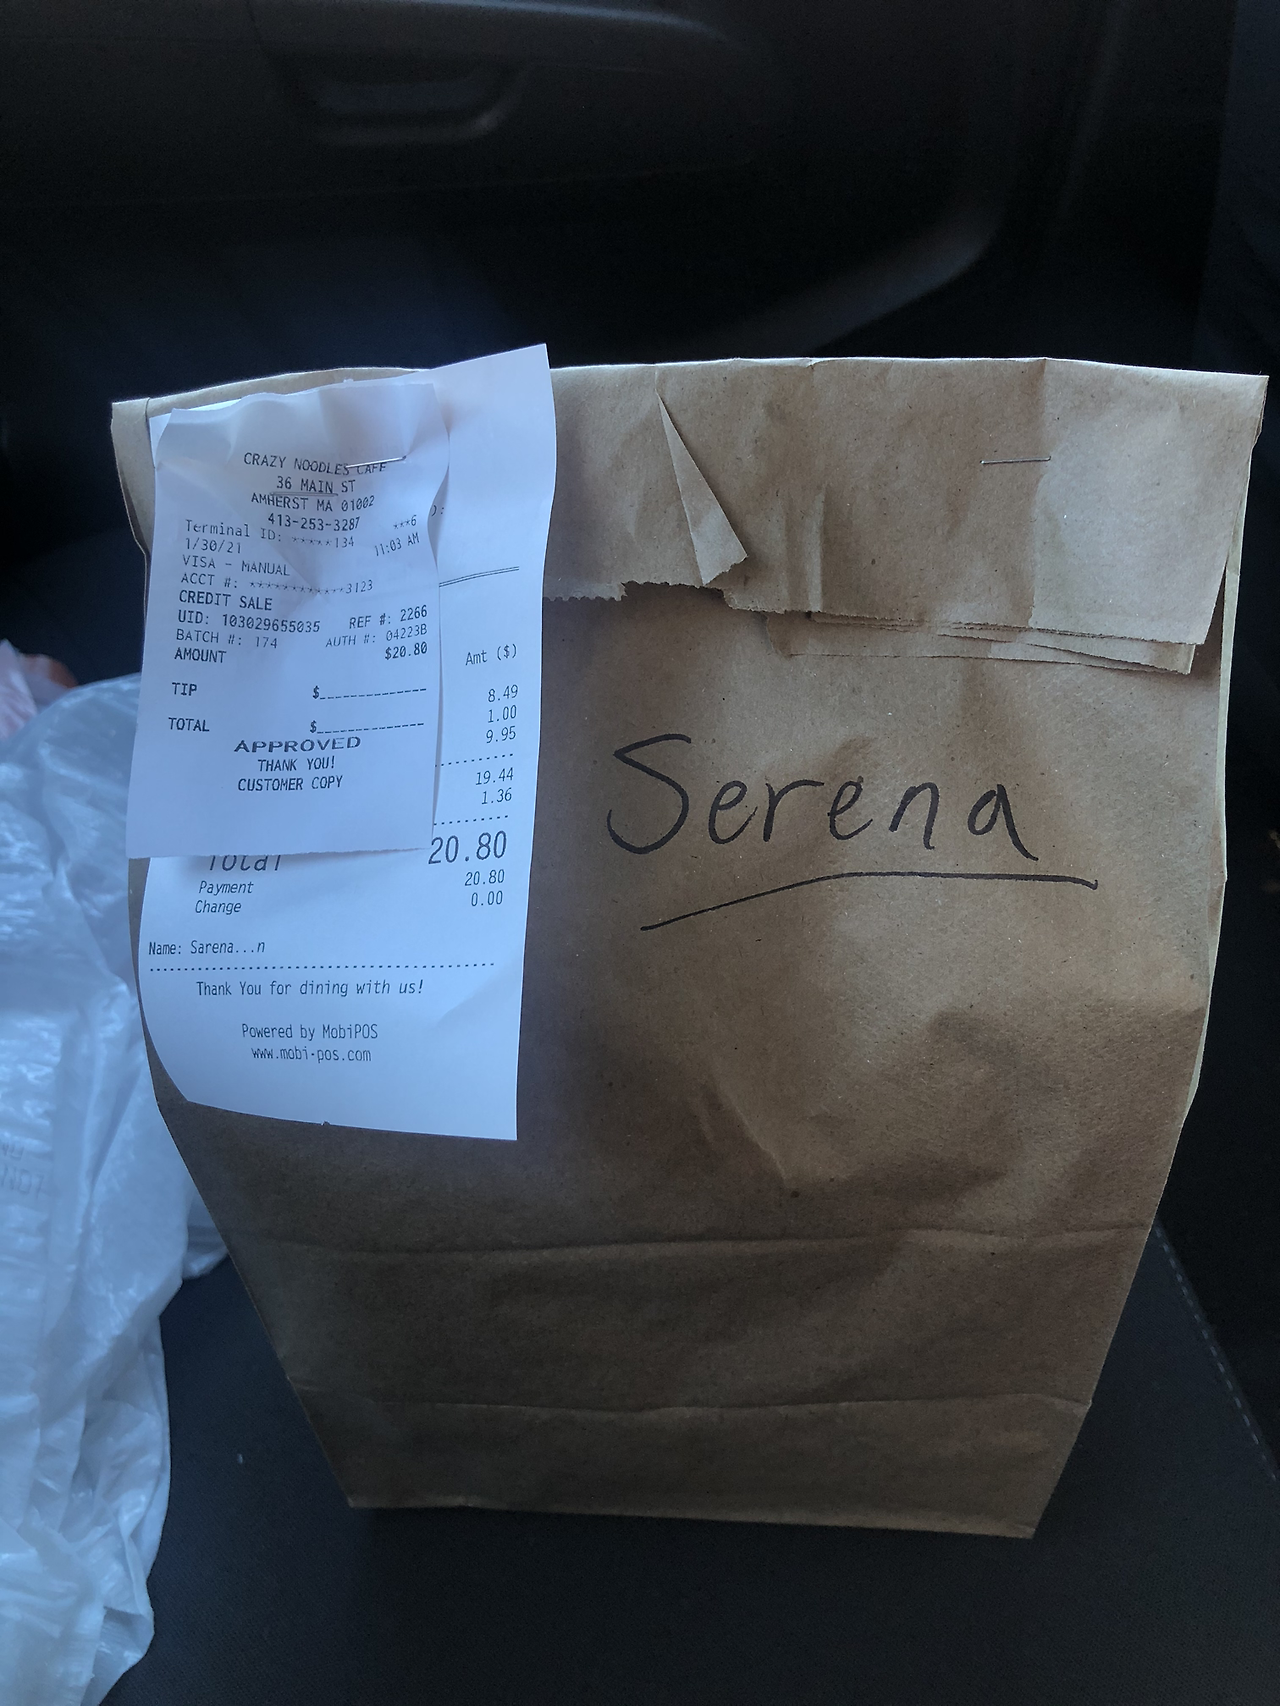 CRAZY NOODLES CAFE
36 MAIN ST
AMHERST MA 01002
413-253-3287
Terminal ID: *****134 ***6
1/30/21 11:03 AM
VISA - MANUAL
ACCT #: ************3123
CREDIT SALE
UID: 103029655035 REF #: 2266
BATCH #: 174 AUTH #: 04223B
AMOUNT $20.80
TIP $
TOTAL $
APPROVED
THANK YOU!
CUSTOMER COPY
Amt ($)
8.49
1.00
9.95
19.44
1.36
Total 20.80
Payment 20.80
Change 0.00
Name: Sarena...n
Thank You for dining with us!
Powered by MobiPOS
www.mobi-pos.com
Serena